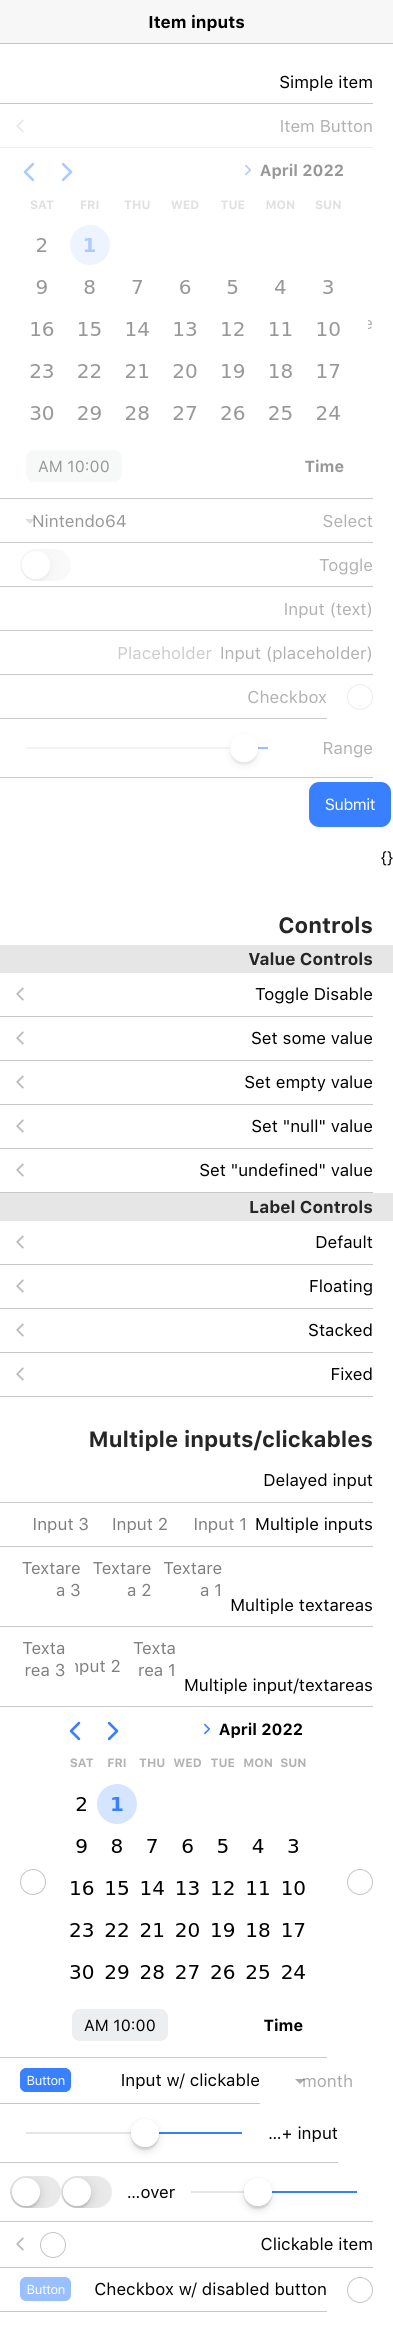 Item inputs
Simple item
Item Button
April 2022
SAT FRI THU WED TUE MON SUN
2 1
9 8 7 6 5 4 3
16 15 14 13 12 11 10
23 22 21 20 19 18 17
30 29 28 27 26 25 24
AM 10:00 Time
Nintendo64 Select
Toggle
Input (text)
Placeholder Input (placeholder)
Checkbox
Range
Submit
{}
Controls
Value Controls
Toggle Disable
Set some value
Set empty value
Set "null" value
Set "undefined" value
Label Controls
Default
Floating
Stacked
Fixed
Multiple inputs/clickables
Delayed input
Input 3 Input 2 Input 1 Multiple inputs
Textare Textare Textare
a 3 a 2 a 1
Multiple textareas
Texta Texta
rea 3 nput 2 rea 1
Multiple input/textareas
April 2022
SAT FRI THU WED TUE MON SUN
2 1
9 8 7 6 5 4 3
16 15 14 13 12 11 10
23 22 21 20 19 18 17
30 29 28 27 26 25 24
AM 10:00 Time
Button Input w/ clickable month
...+ input
...over
Clickable item
Button Checkbox w/ disabled button